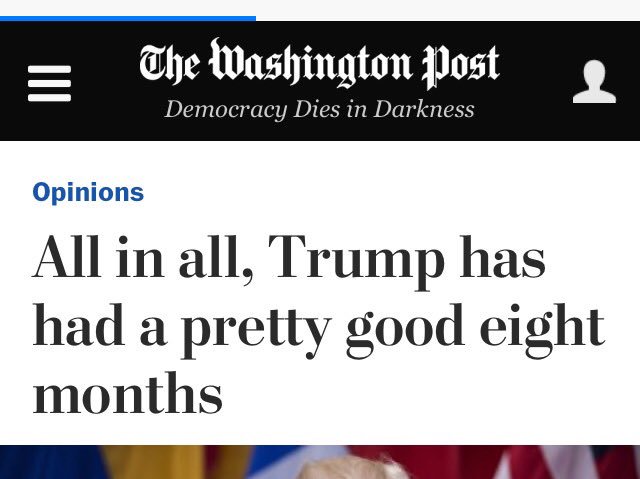 The Washington Post
Democracy Dies in Darkness
Opinions
All in all, Trump has
had a pretty good eight
months